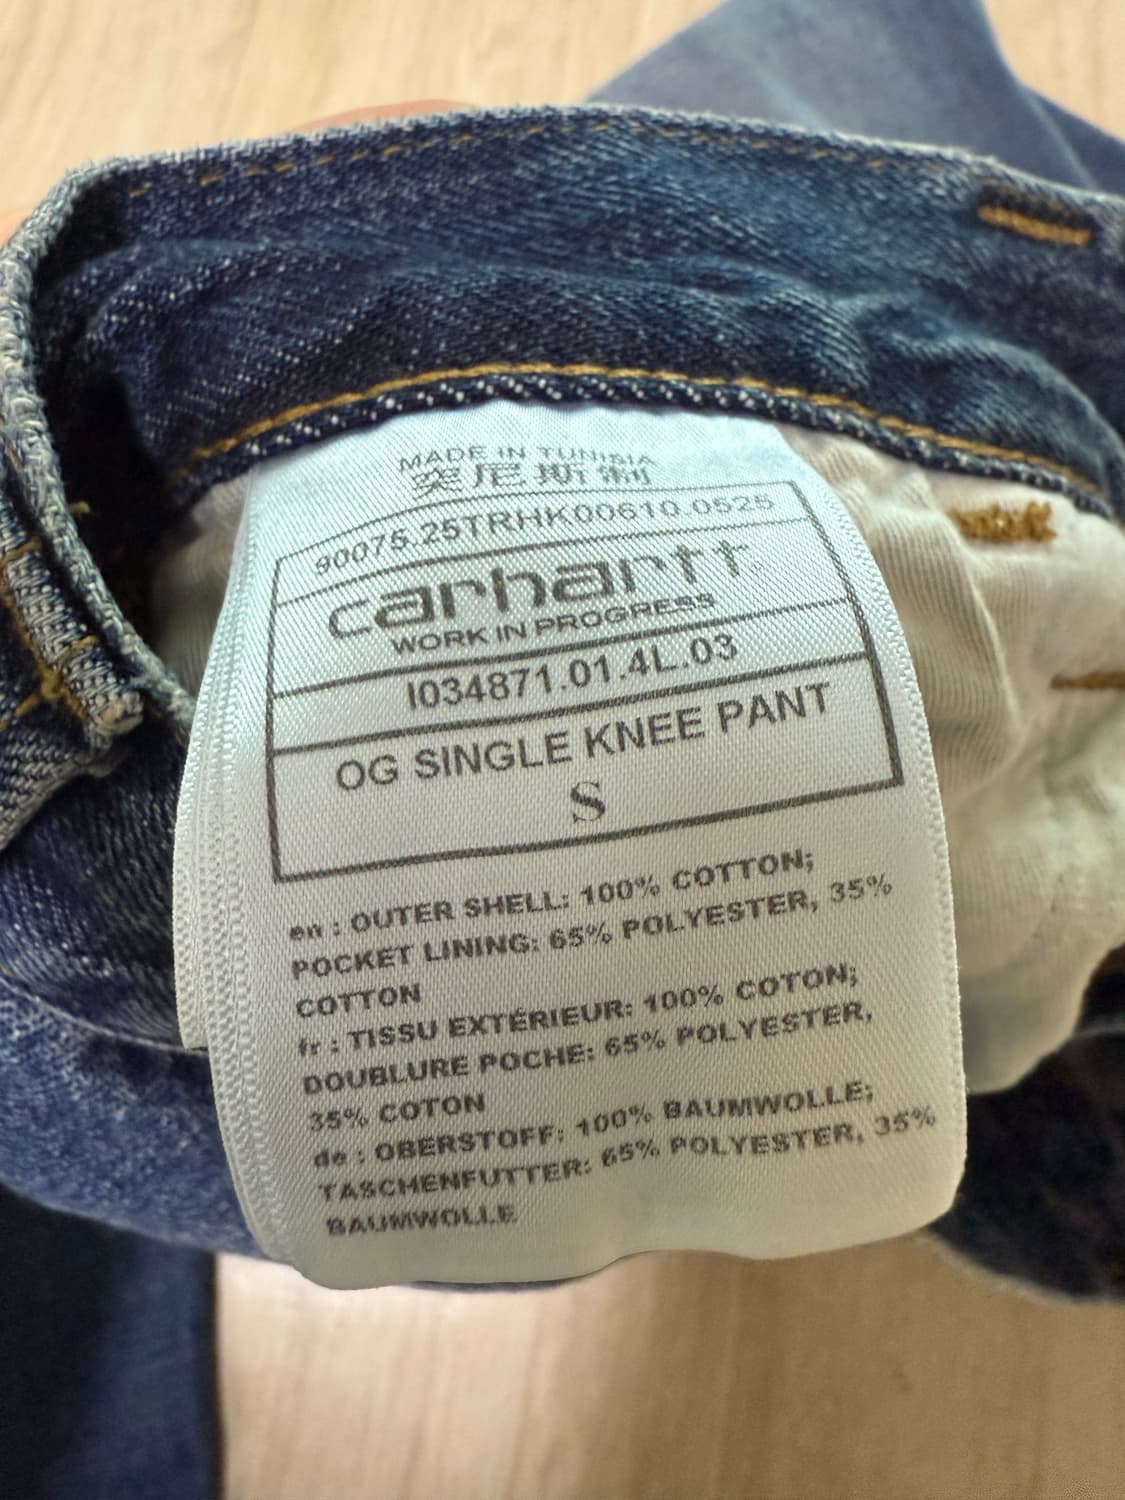 MADE IN TUNISIA
突尼斯制
90075.25TRHK00610.0525
carhartt
WORK IN PROGRESS
I034871.01.4L.03
OG SINGLE KNEE PANT
S
en : OUTER SHELL: 100% COTTON;
POCKET LINING: 65% POLYESTER, 35%
COTTON
fr : TISSU EXTÉRIEUR: 100% COTON;
DOUBLURE POCHE: 65% POLYESTER,
35% COTON
de : OBERSTOFF: 100% BAUMWOLLE;
TASCHENFUTTER: 65% POLYESTER, 35%
BAUMWOLLE